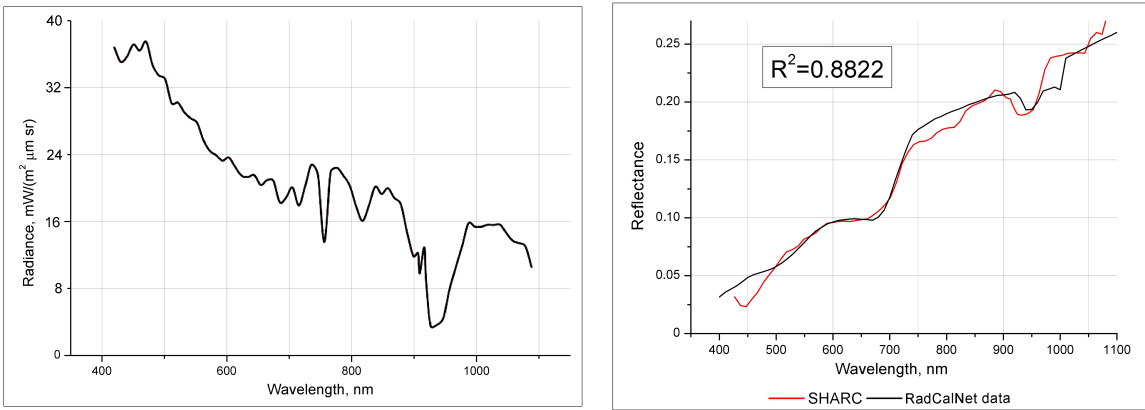 40
32
24
16
8
0
Radiance, mW/(m² μm sr)
400 600 800 1000
Wavelength, nm
R²=0.8822
0.25
0.20
0.15
0.10
0.05
0
Reflectance
400 500 600 700 800 900 1000 1100
Wavelength, nm
SHARC RadCalNet data